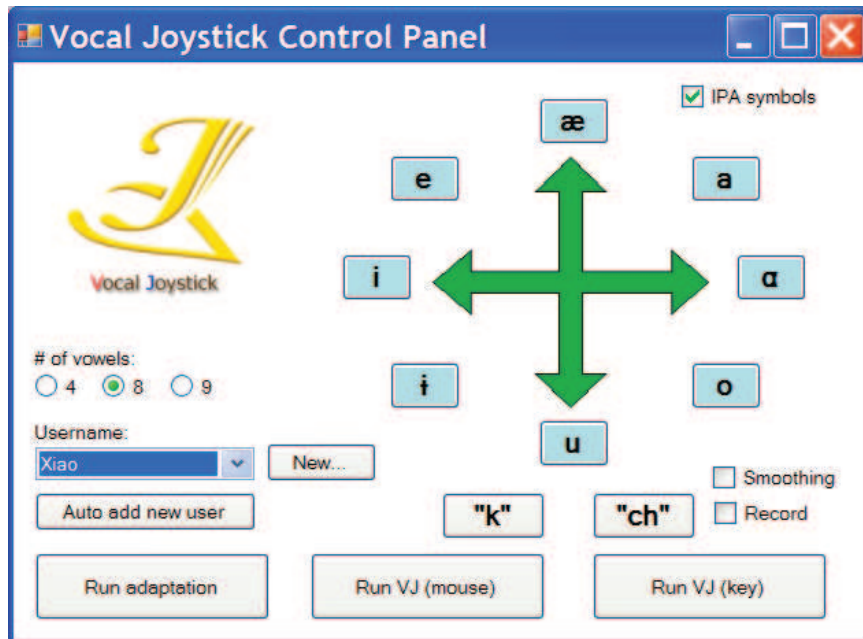 Vocal Joystick Control Panel
IPA symbols
æ
e
a
i
ɑ
ɨ
o
u
Vocal Joystick
# of vowels:
4 8 9
Username:
Xiao
New...
Auto add new user
"k"
"ch"
Smoothing
Record
Run adaptation
Run VJ (mouse)
Run VJ (key)